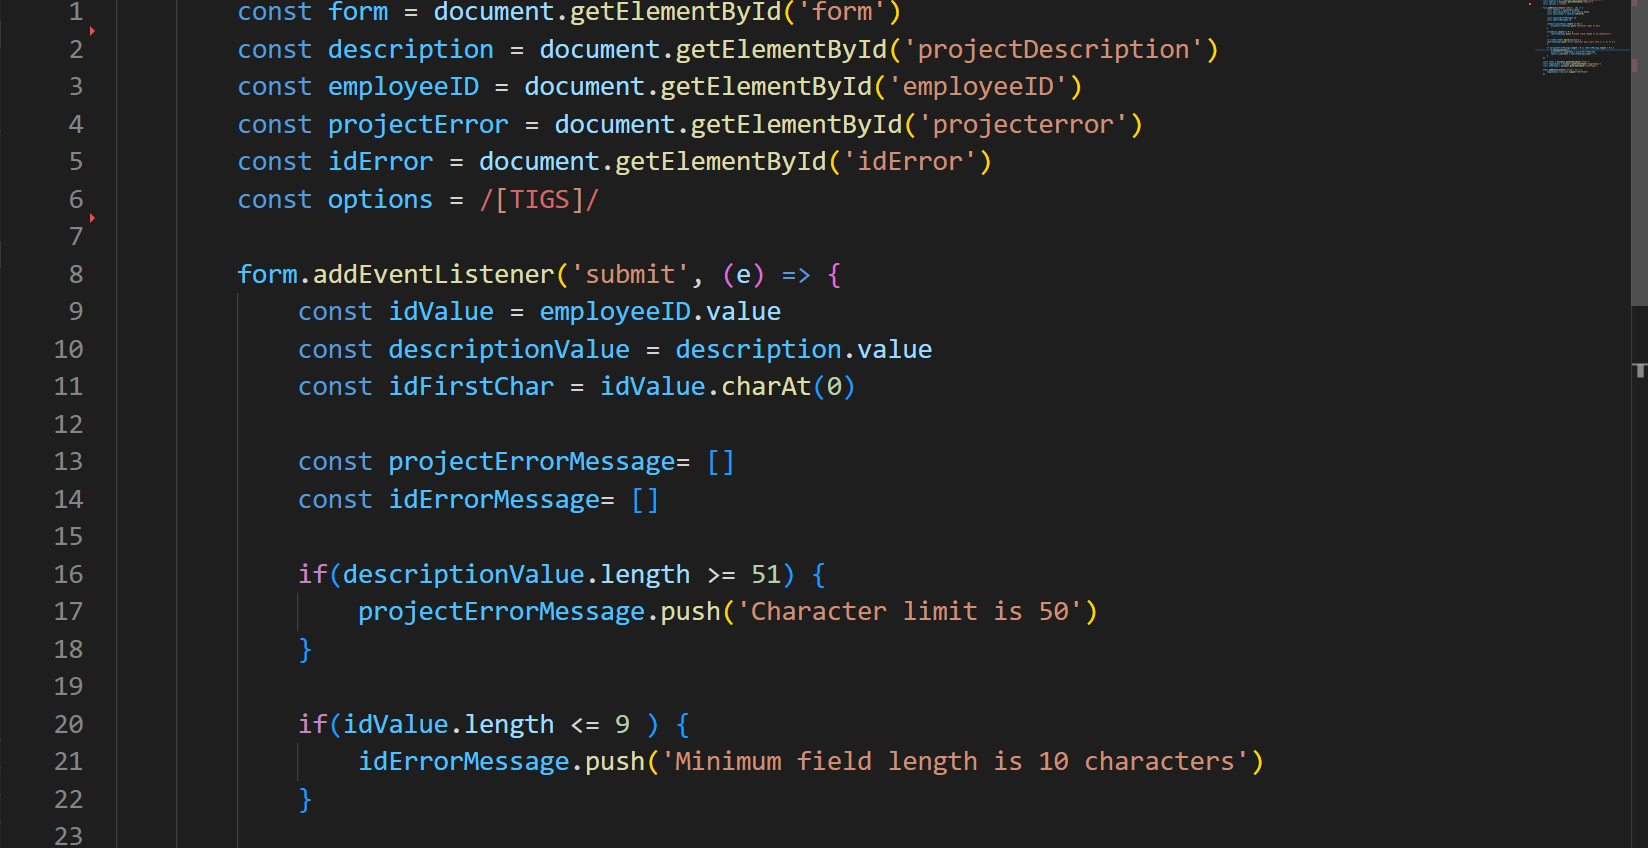 1 const form = document.getElementById('form')
2 const description = document.getElementById('projectDescription')
3 const employeeID = document.getElementById('employeeID')
4 const projectError = document.getElementById('projecterror')
5 const idError = document.getElementById('idError')
6 const options = /[TIGS]/
7
8 form.addEventListener('submit', (e) => {
9 const idValue = employeeID.value
10 const descriptionValue = description.value
11 const idFirstChar = idValue.charAt(0)
12
13 const projectErrorMessage= []
14 const idErrorMessage= []
15
16 if(descriptionValue.length >= 51) {
17 projectErrorMessage.push('Character limit is 50')
18 }
19
20 if(idValue.length <= 9 ) {
21 idErrorMessage.push('Minimum field length is 10 characters')
22 }
23